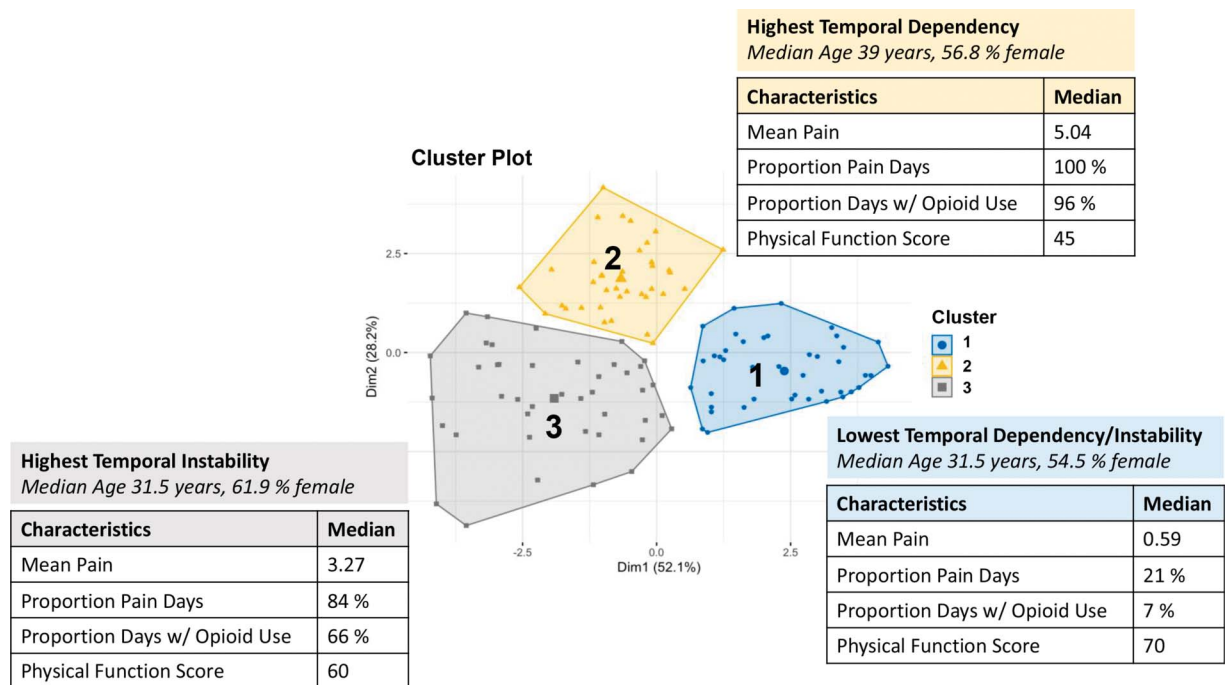 Highest Temporal Dependency
Median Age 39 years, 56.8 % female
Characteristics Median
Mean Pain 5.04
Proportion Pain Days 100 %
Proportion Days w/ Opioid Use 96 %
Physical Function Score 45
Cluster Plot
2.5
0.0
Dim2 (28.2%)
2
1
3
-2.5 0.0 2.5
Dim1 (52.1%)
Cluster
1
2
3
Highest Temporal Instability
Median Age 31.5 years, 61.9 % female
Characteristics Median
Mean Pain 3.27
Proportion Pain Days 84 %
Proportion Days w/ Opioid Use 66 %
Physical Function Score 60
Lowest Temporal Dependency/Instability
Median Age 31.5 years, 54.5 % female
Characteristics Median
Mean Pain 0.59
Proportion Pain Days 21 %
Proportion Days w/ Opioid Use 7 %
Physical Function Score 70